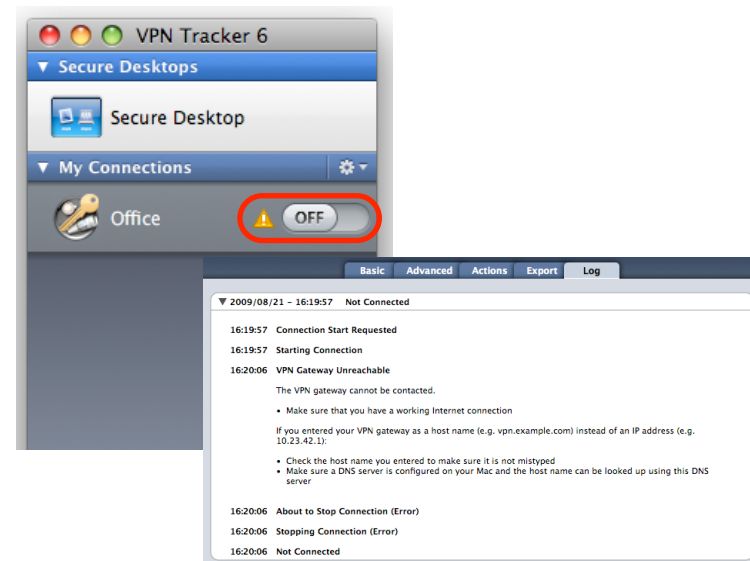 VPN Tracker 6
Secure Desktops
Secure Desktop
My Connections
Office
OFF
Basic Advanced Actions Export Log
2009/08/21 – 16:19:57 Not Connected
16:19:57 Connection Start Requested
16:19:57 Starting Connection
16:20:06 VPN Gateway Unreachable
The VPN gateway cannot be contacted.
• Make sure that you have a working Internet connection
If you entered your VPN gateway as a host name (e.g. vpn.example.com) instead of an IP address (e.g.
10.23.42.1):
• Check the host name you entered to make sure it is not mistyped
• Make sure a DNS server is configured on your Mac and the host name can be looked up using this DNS
server
16:20:06 About to Stop Connection (Error)
16:20:06 Stopping Connection (Error)
16:20:06 Not Connected